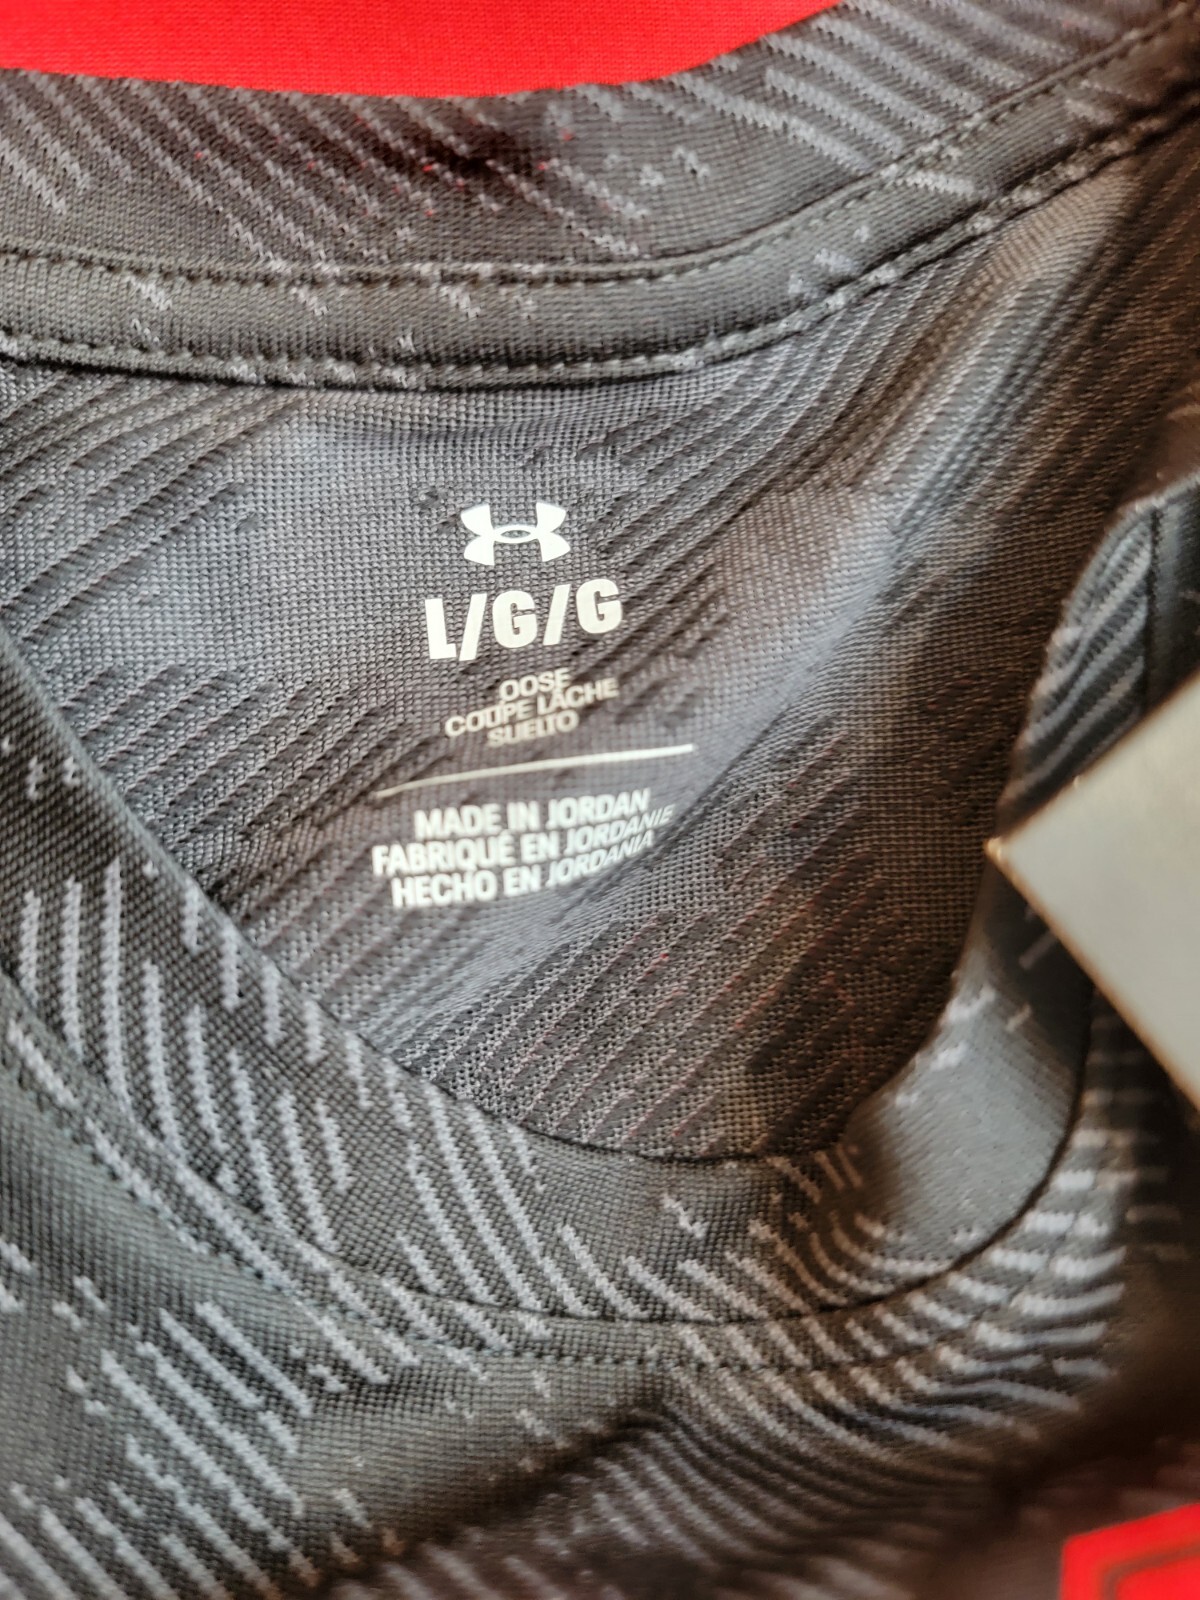 L/G/G
OOSE
COUPE LÂCHE
SUELTO
MADE IN JORDAN
FABRIQUÉ EN JORDANIE
HECHO EN JORDANIA